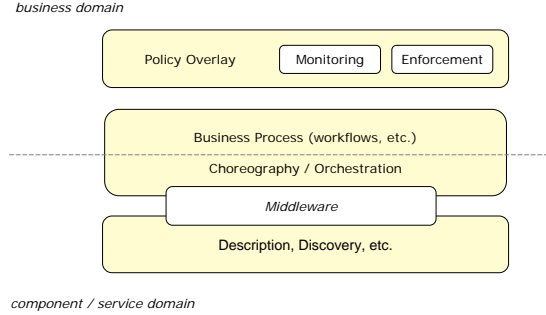 business domain
Policy Overlay Monitoring Enforcement
Business Process (workflows, etc.)
Choreography / Orchestration
Middleware
Description, Discovery, etc.
component / service domain